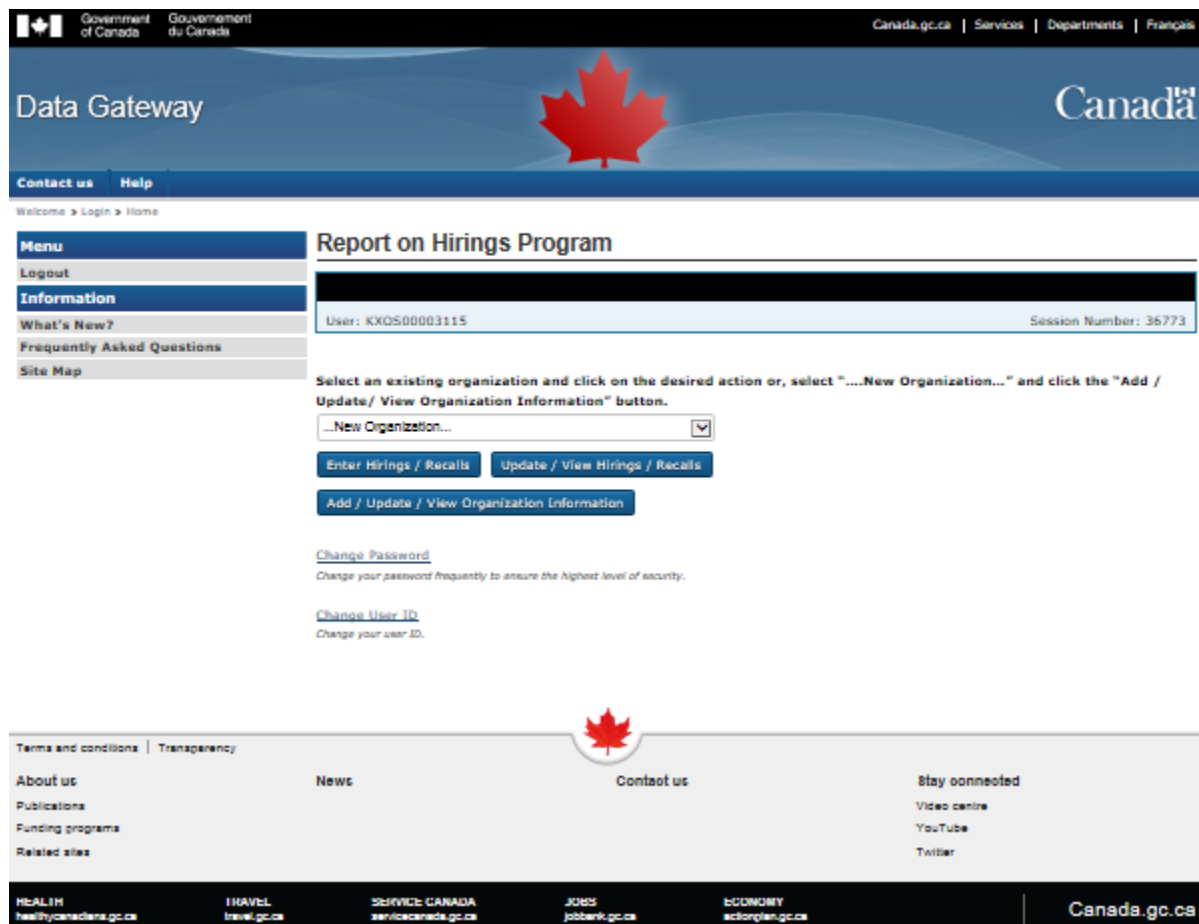 Government of Canada Gouvernement du Canada
Canada.gc.ca | Services | Departments | Français
Data Gateway
Canada
Contact us Help
Welcome > Login > Home
Menu
Logout
Information
What's New?
Frequently Asked Questions
Site Map
Report on Hirings Program
User: KXOS00003115 Session Number: 36773
Select an existing organization and click on the desired action or, select "....New Organization..." and click the "Add /
Update/ View Organization Information" button.
...New Organization...
Enter Hirings / Recalls Update / View Hirings / Recalls
Add / Update / View Organization Information
Change Password
Change your password frequently to ensure the highest level of security.
Change User ID
Change your user ID.
Terms and conditions | Transparency
About us News Contact us Stay connected
Publications Video centre
Funding programs YouTube
Related sites Twitter
HEALTH TRAVEL SERVICE CANADA JOBS ECONOMY
healthycanadians.gc.ca travel.gc.ca servicecanada.gc.ca jobbank.gc.ca actionplan.gc.ca Canada.gc.ca